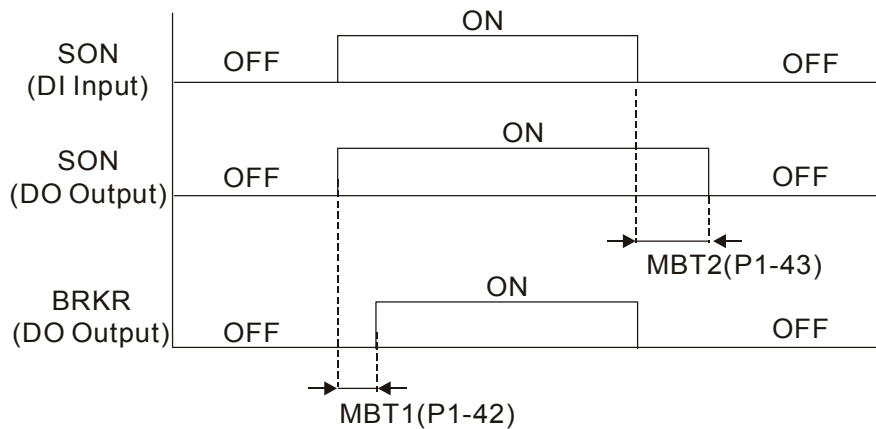 ON
SON
(DI Input)
OFF
OFF
ON
SON
(DO Output)
OFF
OFF
MBT2(P1-43)
ON
BRKR
(DO Output)
OFF
OFF
MBT1(P1-42)